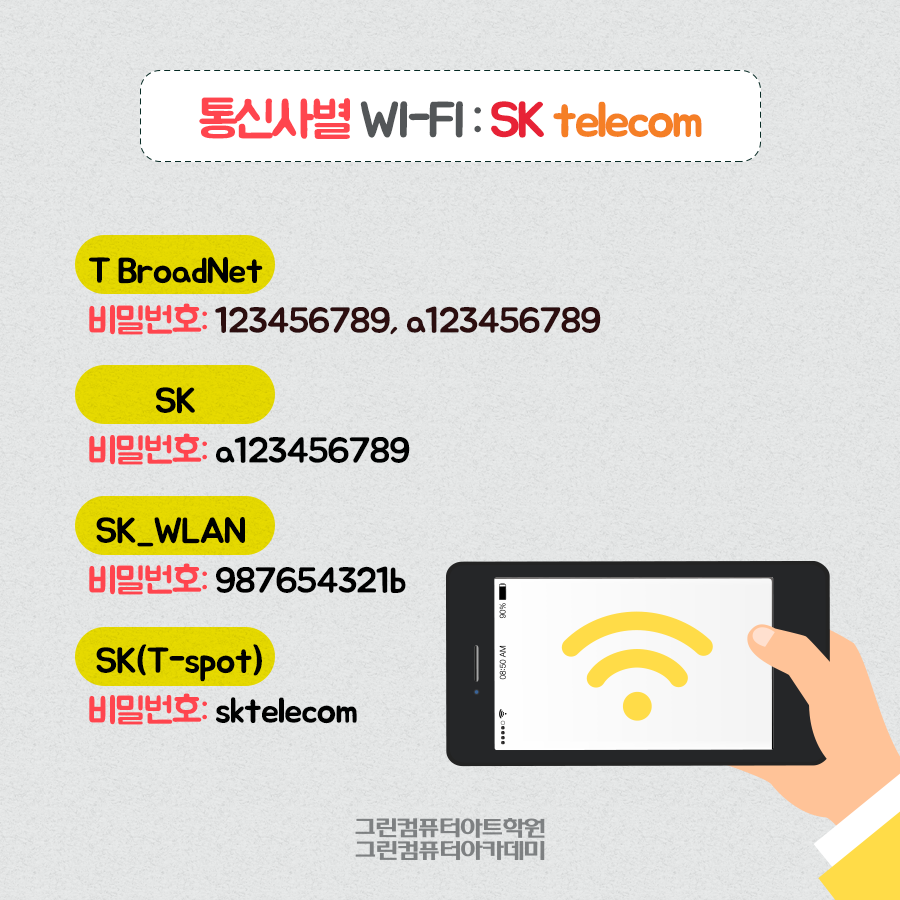 통신사별 WI-FI : SK telecom
T BroadNet
비밀번호: 123456789, a123456789
SK
비밀번호: a123456789
SK_WLAN
비밀번호: 987654321b
SK(T-spot)
비밀번호: sktelecom
90%
08:50 AM
그린컴퓨터아트학원
그린컴퓨터아카데미